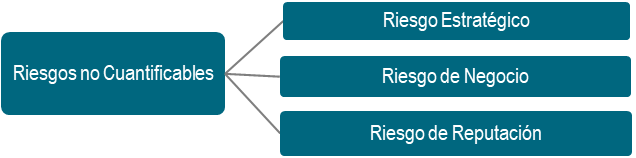 Riesgos no Cuantificables
Riesgo Estratégico
Riesgo de Negocio
Riesgo de Reputación